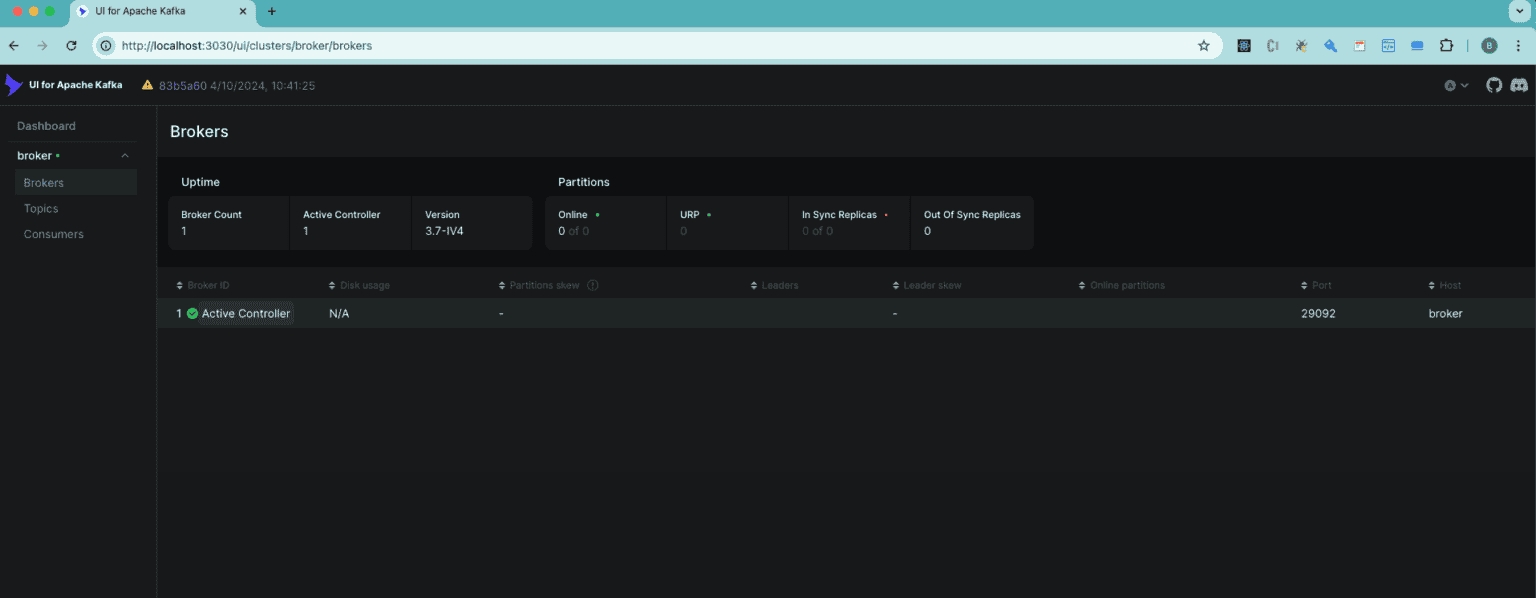 UI for Apache Kafka
http://localhost:3030/ui/clusters/broker/brokers
B
UI for Apache Kafka 83b5a60 4/10/2024, 10:41:25
Dashboard
broker
Brokers
Topics
Consumers
Brokers
Uptime
Broker Count
1
Active Controller
1
Version
3.7-IV4
Partitions
Online
0 of 0
URP
0
In Sync Replicas
0 of 0
Out Of Sync Replicas
0
Broker ID Disk usage Partitions skew Leaders Leader skew Online partitions Port Host
1 Active Controller N/A - - 29092 broker